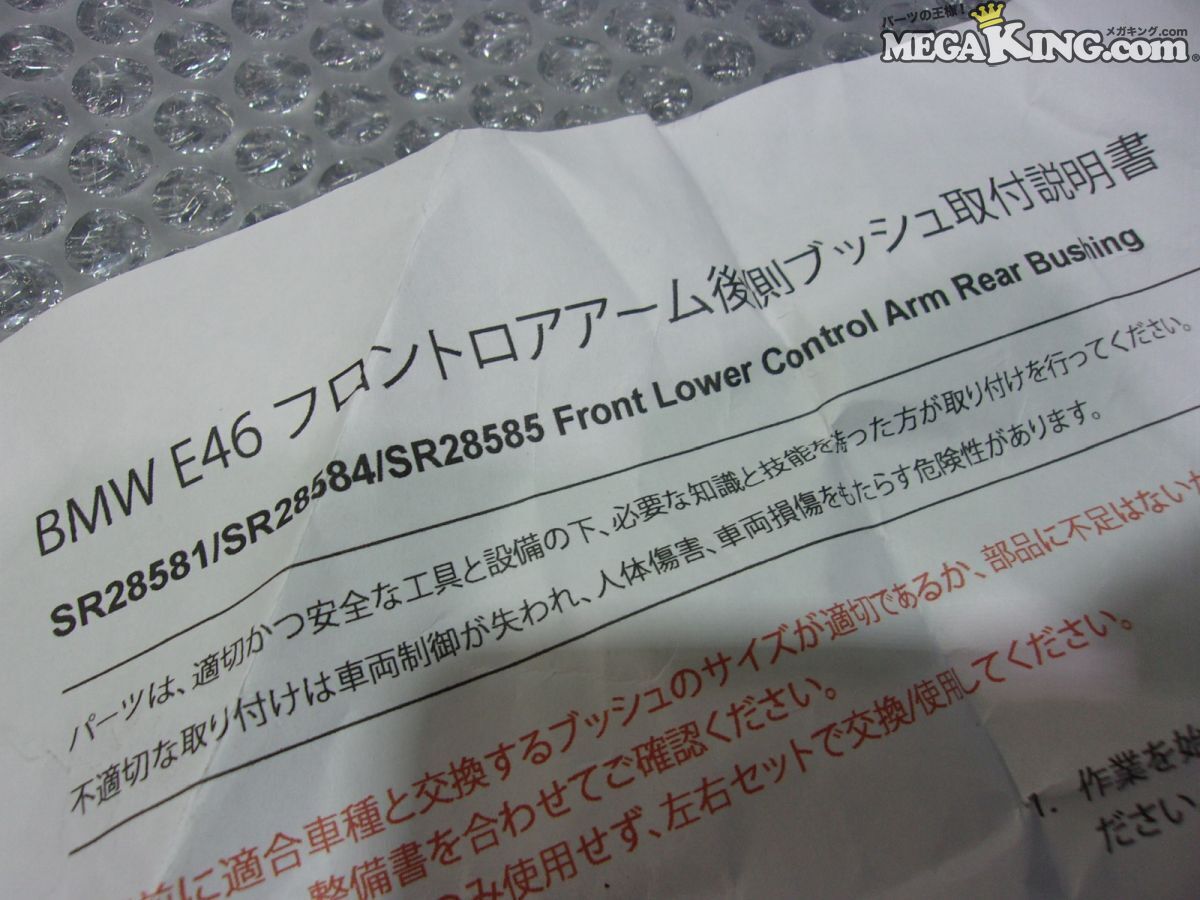 パーツの王様!
メガキング.com
MEGAKING.com
BMW E46 フロントロアアーム後側ブッシュ取付説明書
SR28581/SR28584/SR28585 Front Lower Control Arm Rear Bushing
パーツは、適切かつ安全な工具と設備の下、必要な知識と技能を持った方が取り付けを行ってください。
不適切な取り付けは車両制御が失われ、人体傷害、車両損傷をもたらす危険性があります。
前に適合車種と交換するブッシュのサイズが適切であるか、部品に不足はないか
整備書を合わせてご確認ください。
のみ使用せず、左右セットで交換/使用してください。
1. 作業を始
ださい